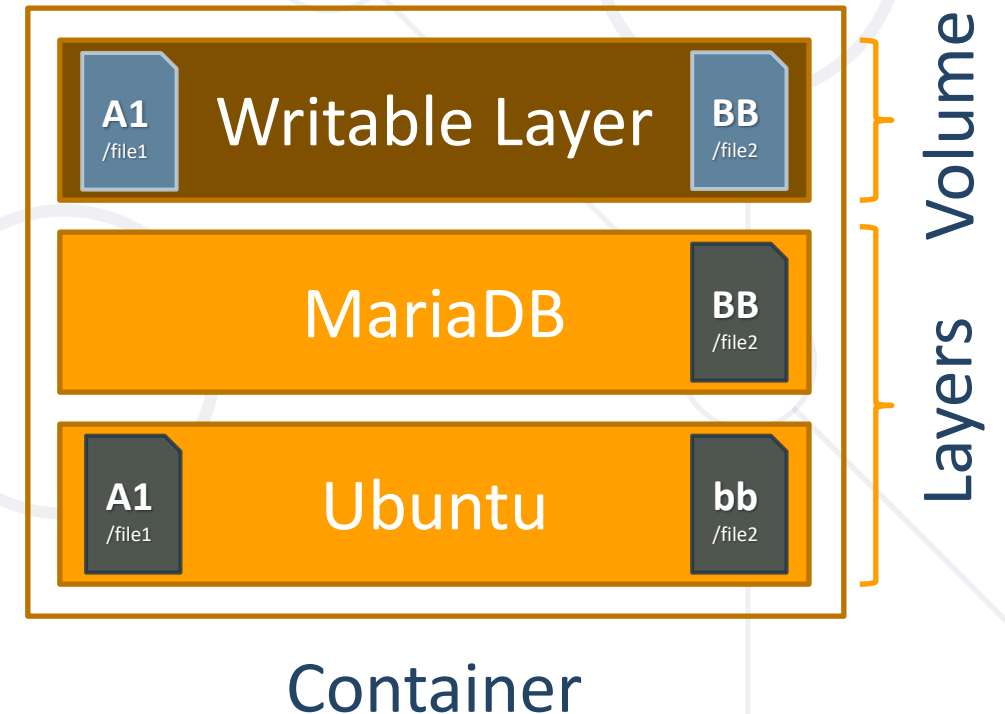 A1
/file1
Writable Layer
BB
/file2
Volume
MariaDB
BB
/file2
Layers
A1
/file1
Ubuntu
bb
/file2
Container